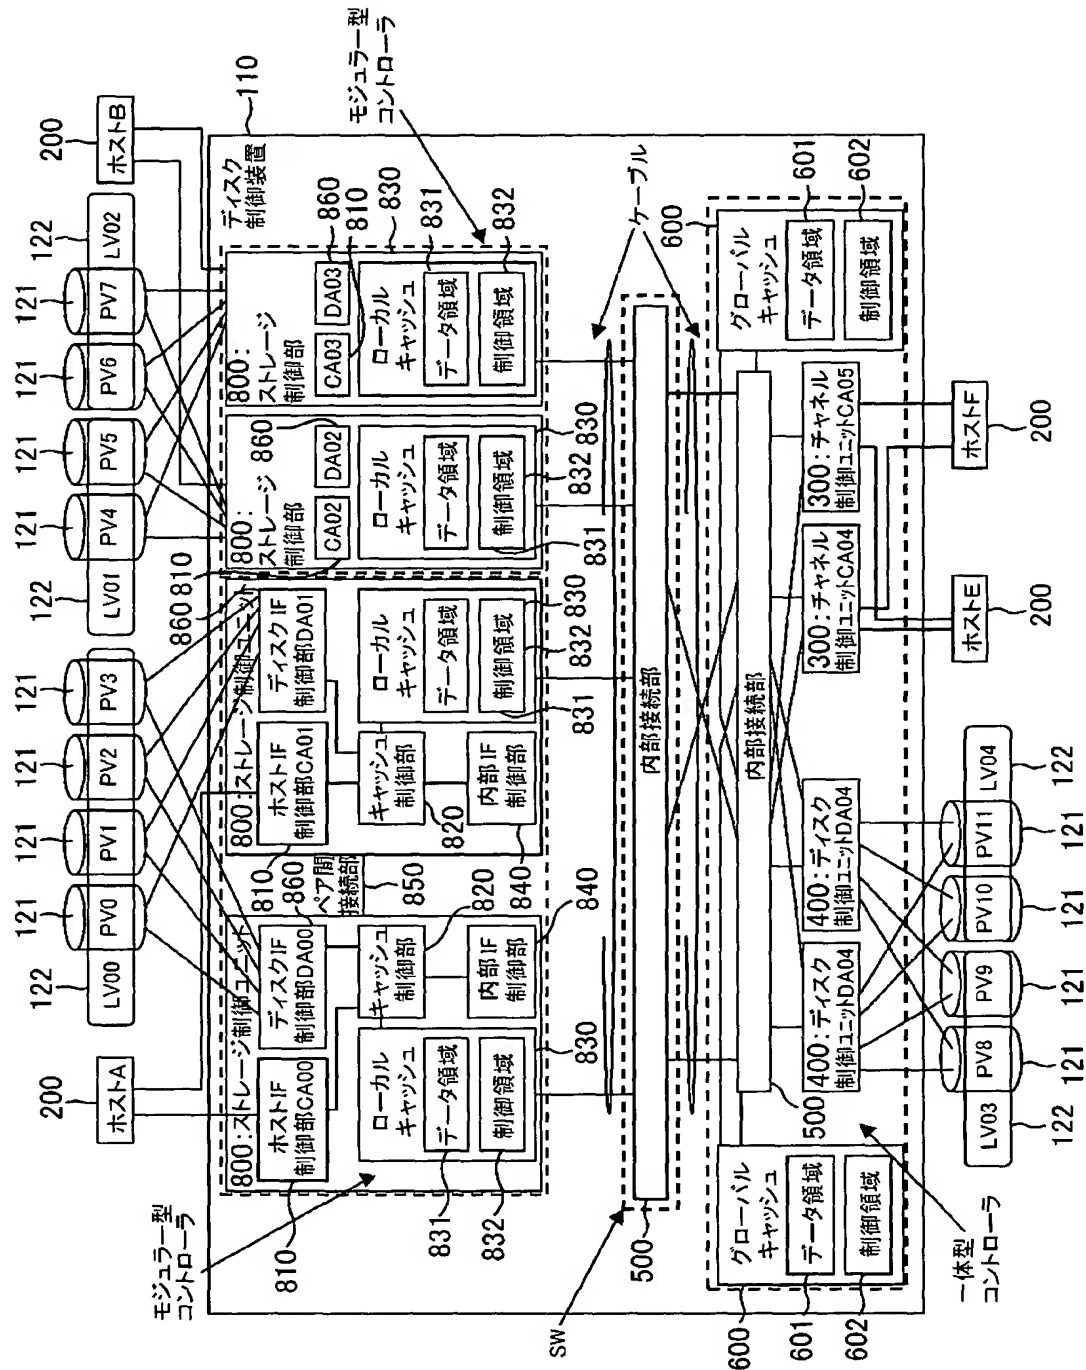 200
ホストA
122
LV00
121
PV0
121
PV1
121
PV2
121
PV3
122
LV01
121
PV4
121
PV5
121
PV6
121
PV7
122
LV02
200
ホストB
110
ディスク
制御装置
モジュラー型
コントローラ
モジュラー型
コントローラ
800:ストレージ制御ユニット
ホストIF
制御部CA00
810
ディスクIF
制御部DA00
860
キャッシュ
制御部
820
内部IF
制御部
840
ローカル
キャッシュ
データ領域
制御領域
830
831
832
ペア間
接続部
850
800:ストレージ制御ユニット
ホストIF
制御部CA01
810
ディスクIF
制御部DA01
860
キャッシュ
制御部
820
内部IF
制御部
840
ローカル
キャッシュ
データ領域
制御領域
830
832
831
800:
ストレージ
制御部
CA02
DA02
810
860
ローカル
キャッシュ
データ領域
制御領域
830
832
831
800:
ストレージ
制御部
CA03
DA03
860
810
830
ローカル
キャッシュ
データ領域
制御領域
831
832
ケーブル
SW
500
内部接続部
内部接続部
500
600
グローバル
キャッシュ
データ領域
制御領域
601
602
400:ディスク
制御ユニットDA04
400:ディスク
制御ユニットDA04
300:チャネル
制御ユニットCA04
300:チャネル
制御ユニットCA05
600
グローバル
キャッシュ
データ領域
制御領域
601
602
一体型
コントローラ
LV03
122
PV8
121
PV9
121
PV10
121
PV11
121
LV04
122
ホストE
200
ホストF
200